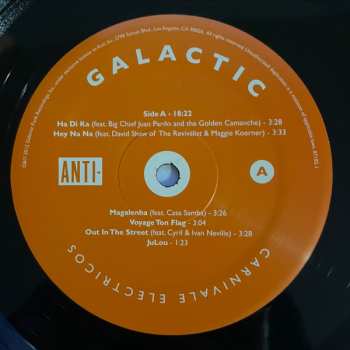 GALACTIC
Side A - 18:22
Ha Di Ka (feat. Big Chief Juan Pardo and the Golden Comanche) - 3:28
Hey Na Na (feat. David Shaw of The Revivalist & Maggie Koerner) - 3:33
ANTI-
A
Magalenha (feat. Casa Samba) - 3:26
Voyage Ton Flag - 3:04
Out In The Street (feat. Cyril & Ivan Neville) - 3:28
JuLou - 1:23
CARNIVALE ELECTRICOS